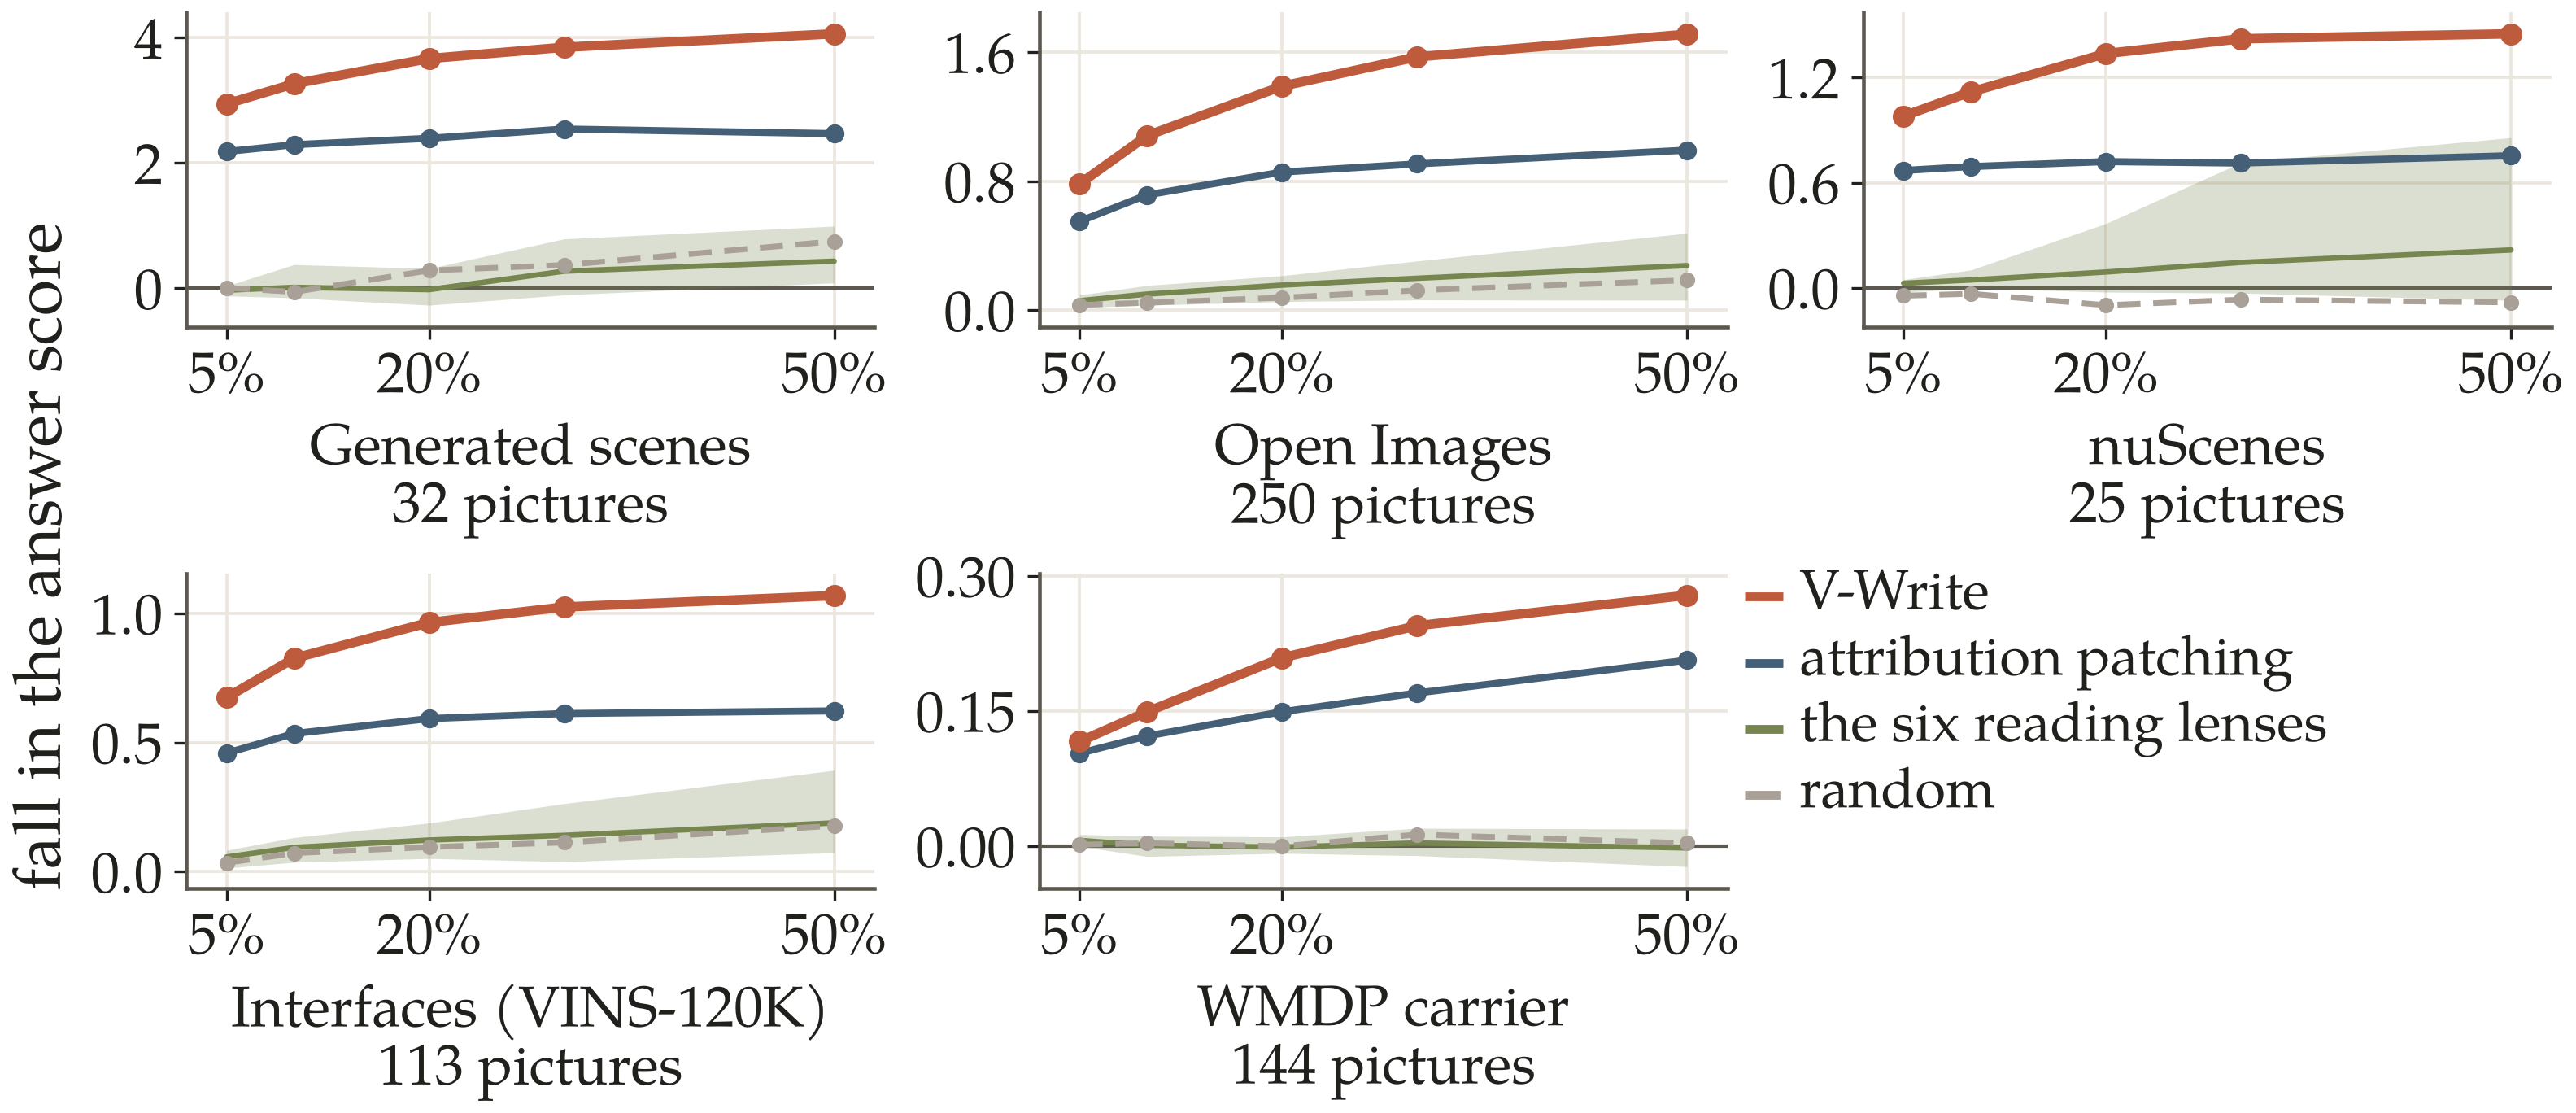 fall in the answer score
4
2
0
5%
20%
50%
Generated scenes
32 pictures
1.6
0.8
0.0
5%
20%
50%
Open Images
250 pictures
1.2
0.6
0.0
5%
20%
50%
nuScenes
25 pictures
1.0
0.5
0.0
5%
20%
50%
Interfaces (VINS-120K)
113 pictures
0.30
0.15
0.00
5%
20%
50%
WMDP carrier
144 pictures
V-Write
attribution patching
the six reading lenses
random